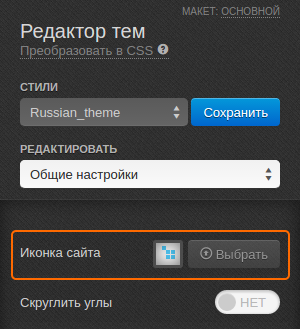 МАКЕТ: ОСНОВНОЙ
Редактор тем
Преобразовать в CSS ?
СТИЛИ
Russian_theme Сохранить
РЕДАКТИРОВАТЬ
Общие настройки
Иконка сайта Выбрать
Скруглить углы НЕТ